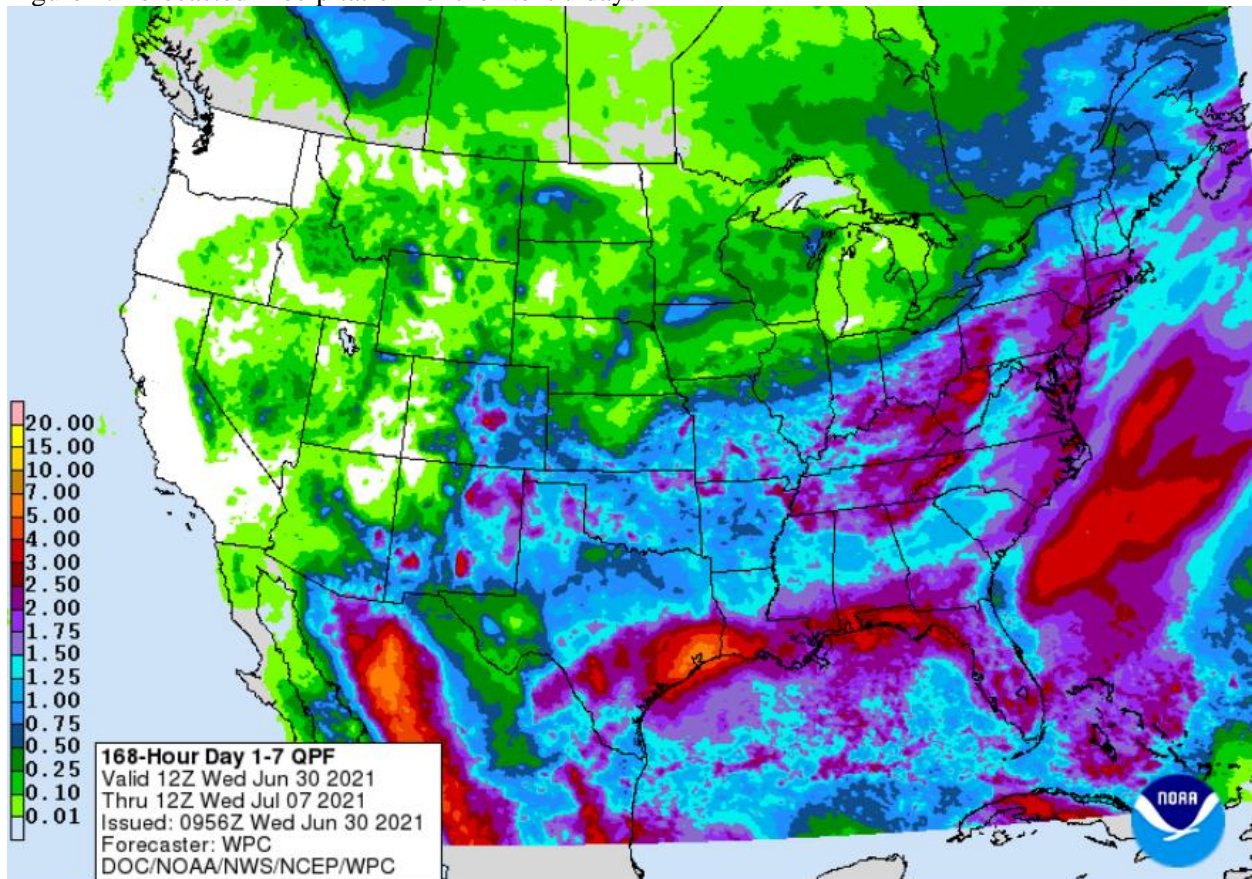 days
20.00
15.00
10.00
7.00
5.00
4.00
3.00
2.50
2.00
1.75
1.50
1.25
1.00
0.75
0.50
0.25
0.10
0.01
168-Hour Day 1-7 QPF
Valid 12Z Wed Jun 30 2021
Thru 12Z Wed Jul 07 2021
Issued: 0956Z Wed Jun 30 2021
Forecaster: WPC
DOC/NOAA/NWS/NCEP/WPC
NOAA